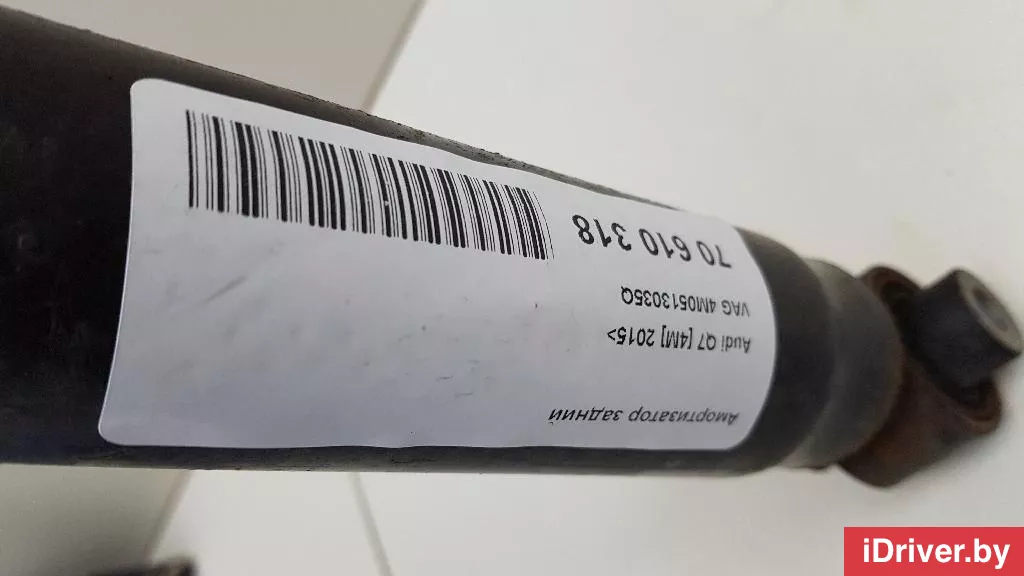 Амортизатор задний
Audi Q7 [4M] 2015>
VAG 4M0513035Q
70 610 318
iDriver.by